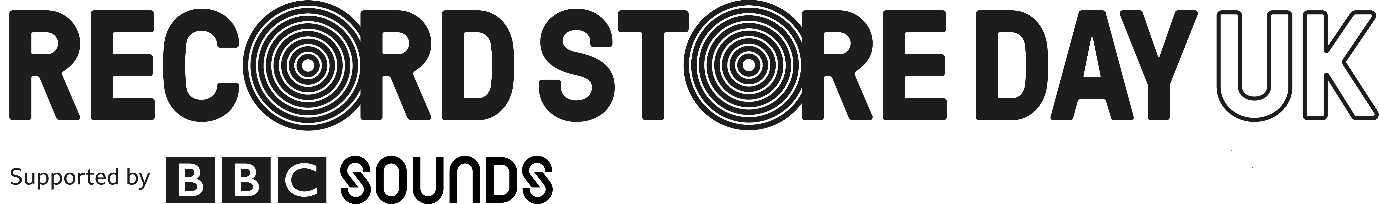 RECORD STORE DAY UK
Supported by BBC SOUNDS